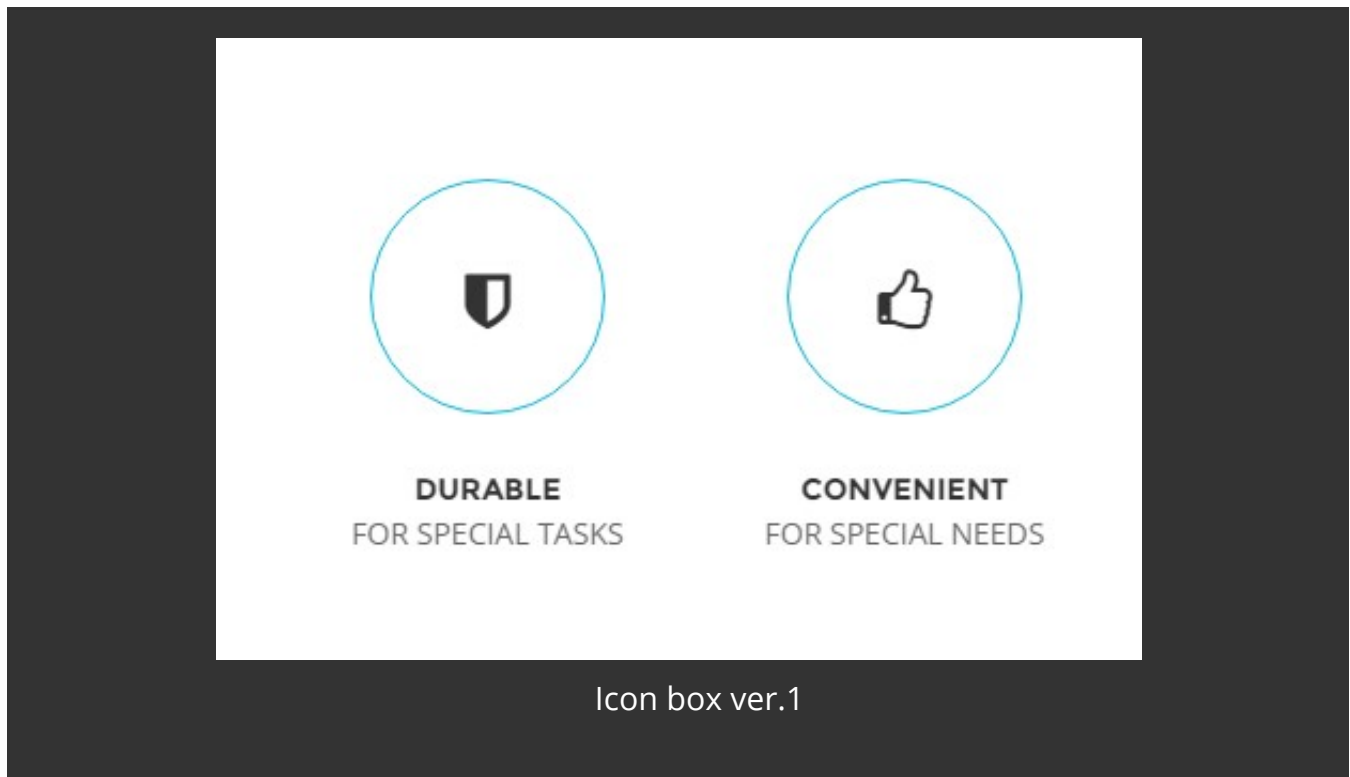 DURABLE
FOR SPECIAL TASKS
CONVENIENT
FOR SPECIAL NEEDS
Icon box ver.1